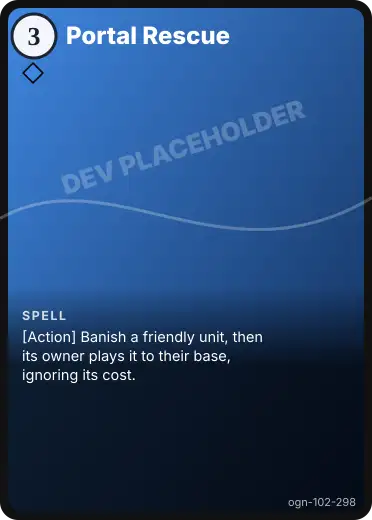 3 Portal Rescue
DEV PLACEHOLDER
SPELL
[Action] Banish a friendly unit, then
its owner plays it to their base,
ignoring its cost.
ogn-102-298